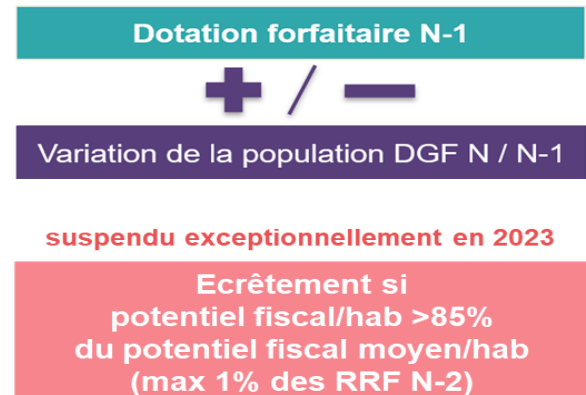 Dotation forfaitaire N-1
+ / −
Variation de la population DGF N / N-1
suspendu exceptionnellement en 2023
Ecrêtement si
potentiel fiscal/hab >85%
du potentiel fiscal moyen/hab
(max 1% des RRF N-2)